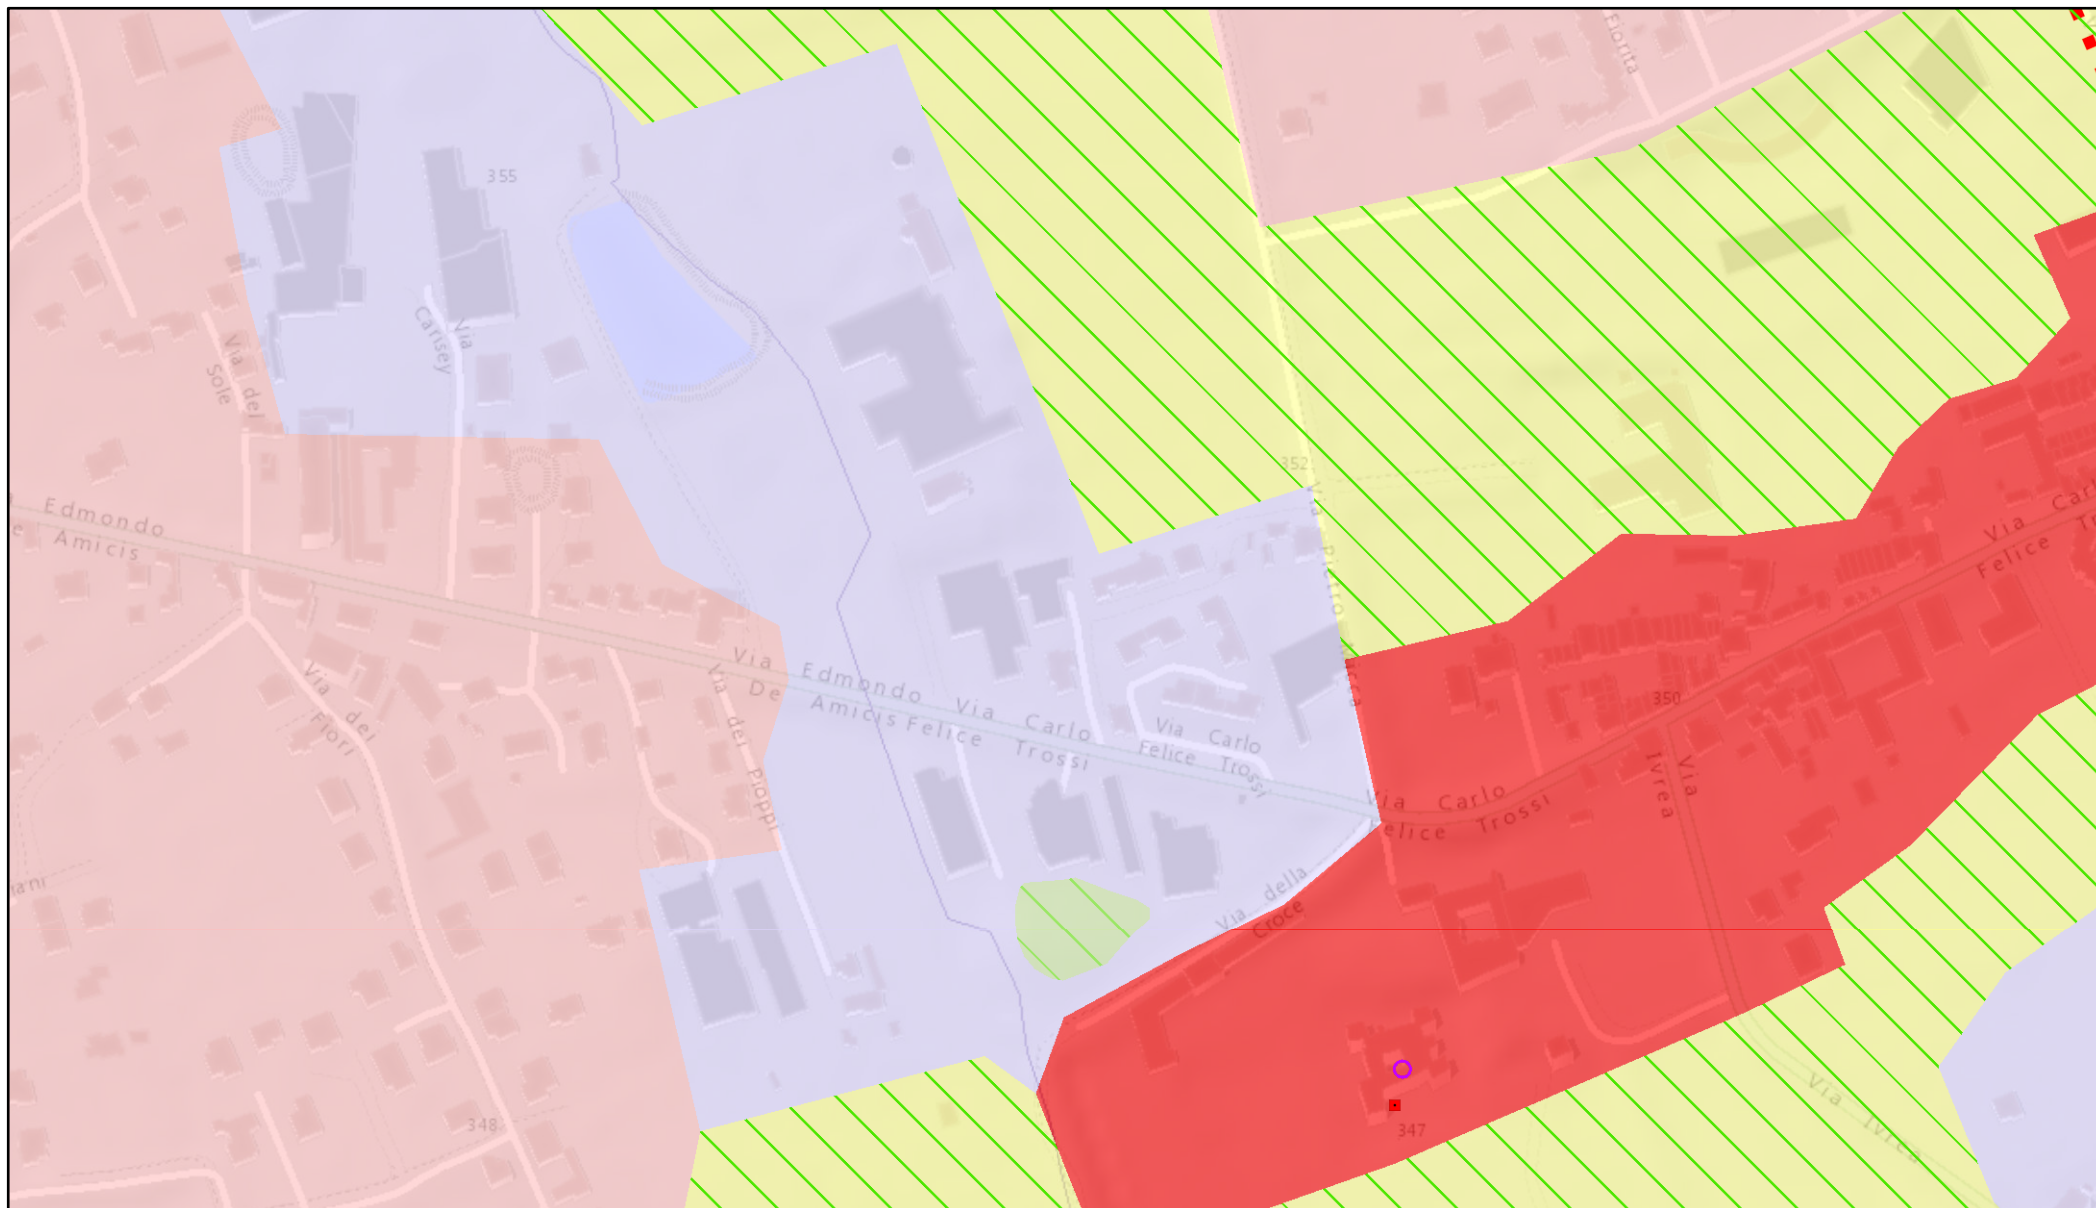 Fiorita
355
Via
Carisey
Via del
Sole
352
Via Pietro Micca
Edmondo
Amicis
Via Carl
Felice
Via
De
Edmondo
Amicis
Via Carlo
Felice Trossi
Via Carlo
Felice Trossi
350
Via
Ivrea
Via dei
Fiori
Via dei Pioppi
Via Carlo
Felice Trossi
Via della
Croce
348
347
Via Ivrea